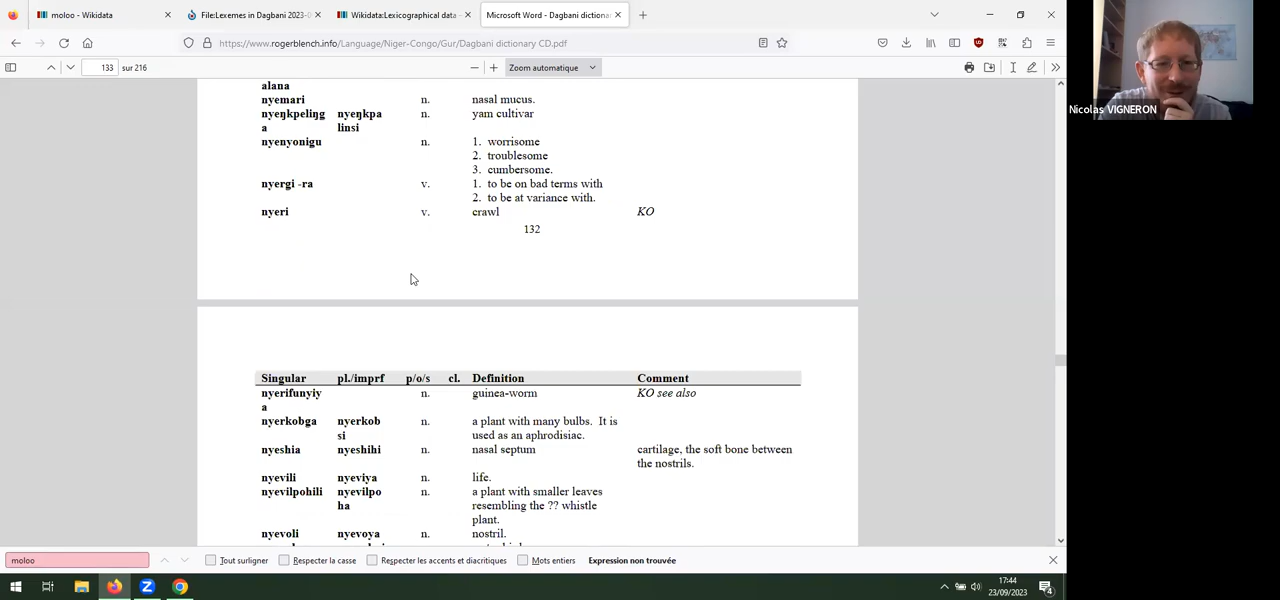 moloo - Wikidata
File:Lexemes in Dagbani 2023-0
Wikidata:Lexicographical data
Microsoft Word - Dagbani dictionar
https://www.rogerblench.info/Language/Niger-Congo/Gur/Dagbani dictionary CD.pdf
133 sur 216
Zoom automatique
Nicolas VIGNERON
alana
nyemari n. nasal mucus.
nyeŋkpeliŋg nyeŋkpa n. yam cultivar
a linsi
nyenyonigu n. 1. worrisome
2. troublesome
3. cumbersome.
nyergi -ra v. 1. to be on bad terms with
2. to be at variance with.
nyeri v. crawl KO
132
Singular pl./imprf p/o/s cl. Definition Comment
nyerifunyiy n. guinea-worm KO see also
a
nyerkobga nyerkob n. a plant with many bulbs. It is
si used as an aphrodisiac.
nyeshia nyeshihi n. nasal septum cartilage, the soft bone between
the nostrils.
nyevili nyeviya n. life.
nyevilpohili nyevilpo n. a plant with smaller leaves
ha resembling the ?? whistle
plant.
nyevoli nyevoya n. nostril.
moloo Tout surligner Respecter la casse Respecter les accents et diacritiques Mots entiers Expression non trouvée
17:44
23/09/2023
4